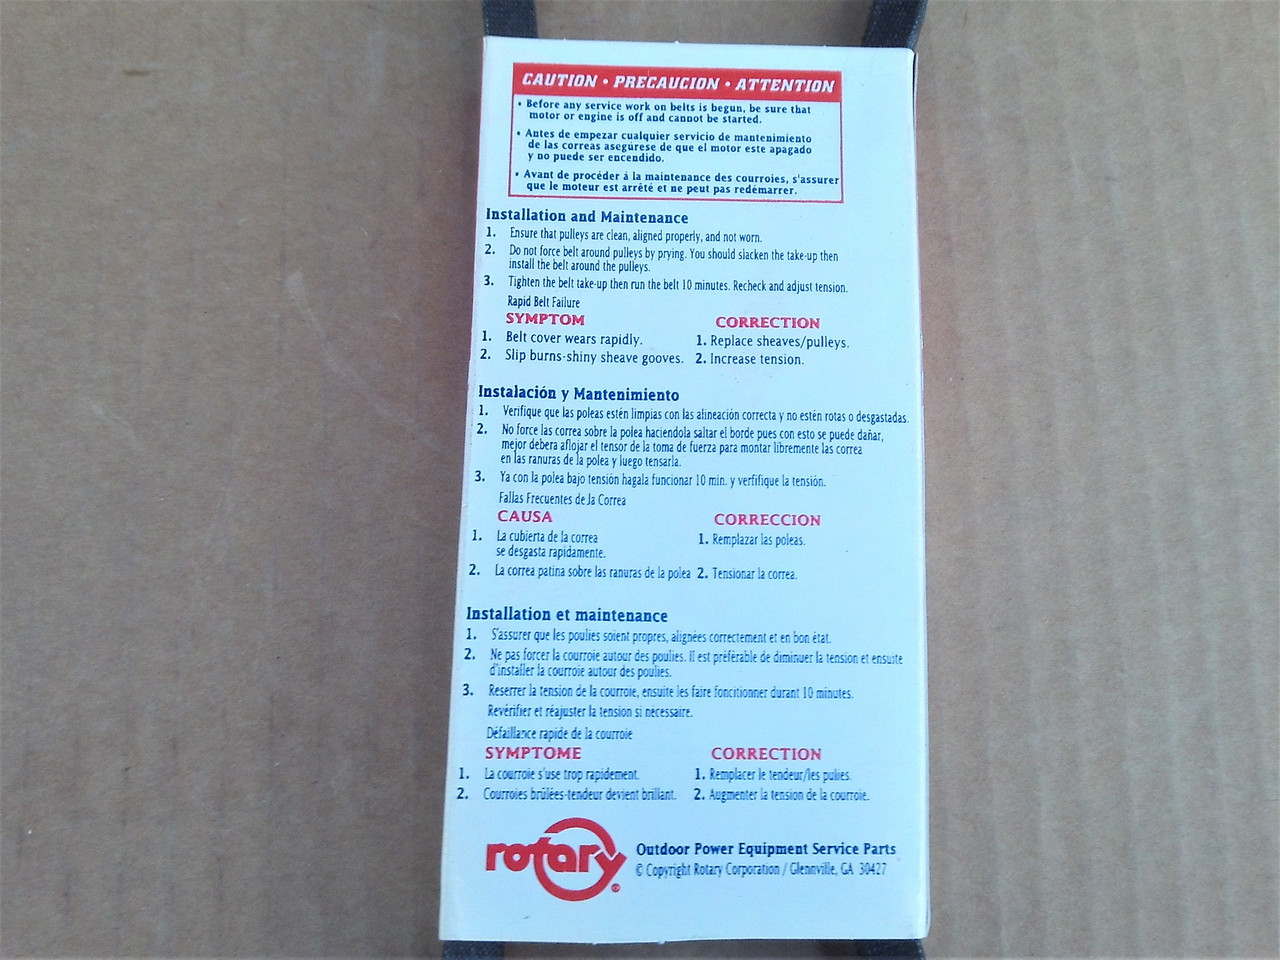 CAUTION • PRECAUCION • ATTENTION
• Before any service work on belts is begun, be sure that
motor or engine is off and cannot be started.
• Antes de empezar cualquier servicio de mantenimiento
de las correas asegúrese de que el motor este apagado
y no puede ser encendido.
• Avant de procéder á la maintenance des courroies, s'assurer
que le moteur est arrêté et ne peut pas redémarrer.
Installation and Maintenance
1. Ensure that pulleys are clean, aligned properly, and not worn.
2. Do not force belt around pulleys by prying. You should slacken the take-up then
install the belt around the pulleys.
3. Tighten the belt take-up then run the belt 10 minutes. Recheck and adjust tension.
Rapid Belt Failure
SYMPTOM CORRECTION
1. Belt cover wears rapidly. 1. Replace sheaves/pulleys.
2. Slip burns-shiny sheave gooves. 2. Increase tension.
Instalación y Mantenimiento
1. Verifique que las poleas estén limpias con las alineación correcta y no estén rotas o desgastadas.
2. No force las correa sobre la polea haciendola saltar el borde pues con esto se puede dañar,
mejor debera aflojar el tensor de la toma de fuerza para montar libremente las correa
en las ranuras de la polea y luego tensarla.
3. Ya con la polea bajo tensión hagala funcionar 10 min. y verfifique la tensión.
Fallas Frecuentes de la Correa
CAUSA CORRECCION
1. La cubierta de la correa 1. Remplazar las poleas.
se desgasta rapidamente.
2. La correa patina sobre las ranuras de la polea 2. Tensionar la correa.
Installation et maintenance
1. S'assurer que les poulies soient propres, alignées correctement et en bon état.
2. Ne pas forcer la courroie autour des poulies. Il est préférable de diminuer la tension et ensuite
d'installer la courroie autour des poulies.
3. Reserrer la tension de la courroie, ensuite les faire foncitionner durant 10 minutes.
Revérifier et réajuster la tension si necessaire.
Défaillance rapide de la courroie
SYMPTOME CORRECTION
1. La courroie s'use trop rapidement. 1. Remplacer le tendeur/les pulies.
2. Courroies brûlées-tendeur devient brillant. 2. Augmenter la tension de la courroie.
rotary ®
Outdoor Power Equipment Service Parts
© Copyright Rotary Corporation / Glennville, GA 30427